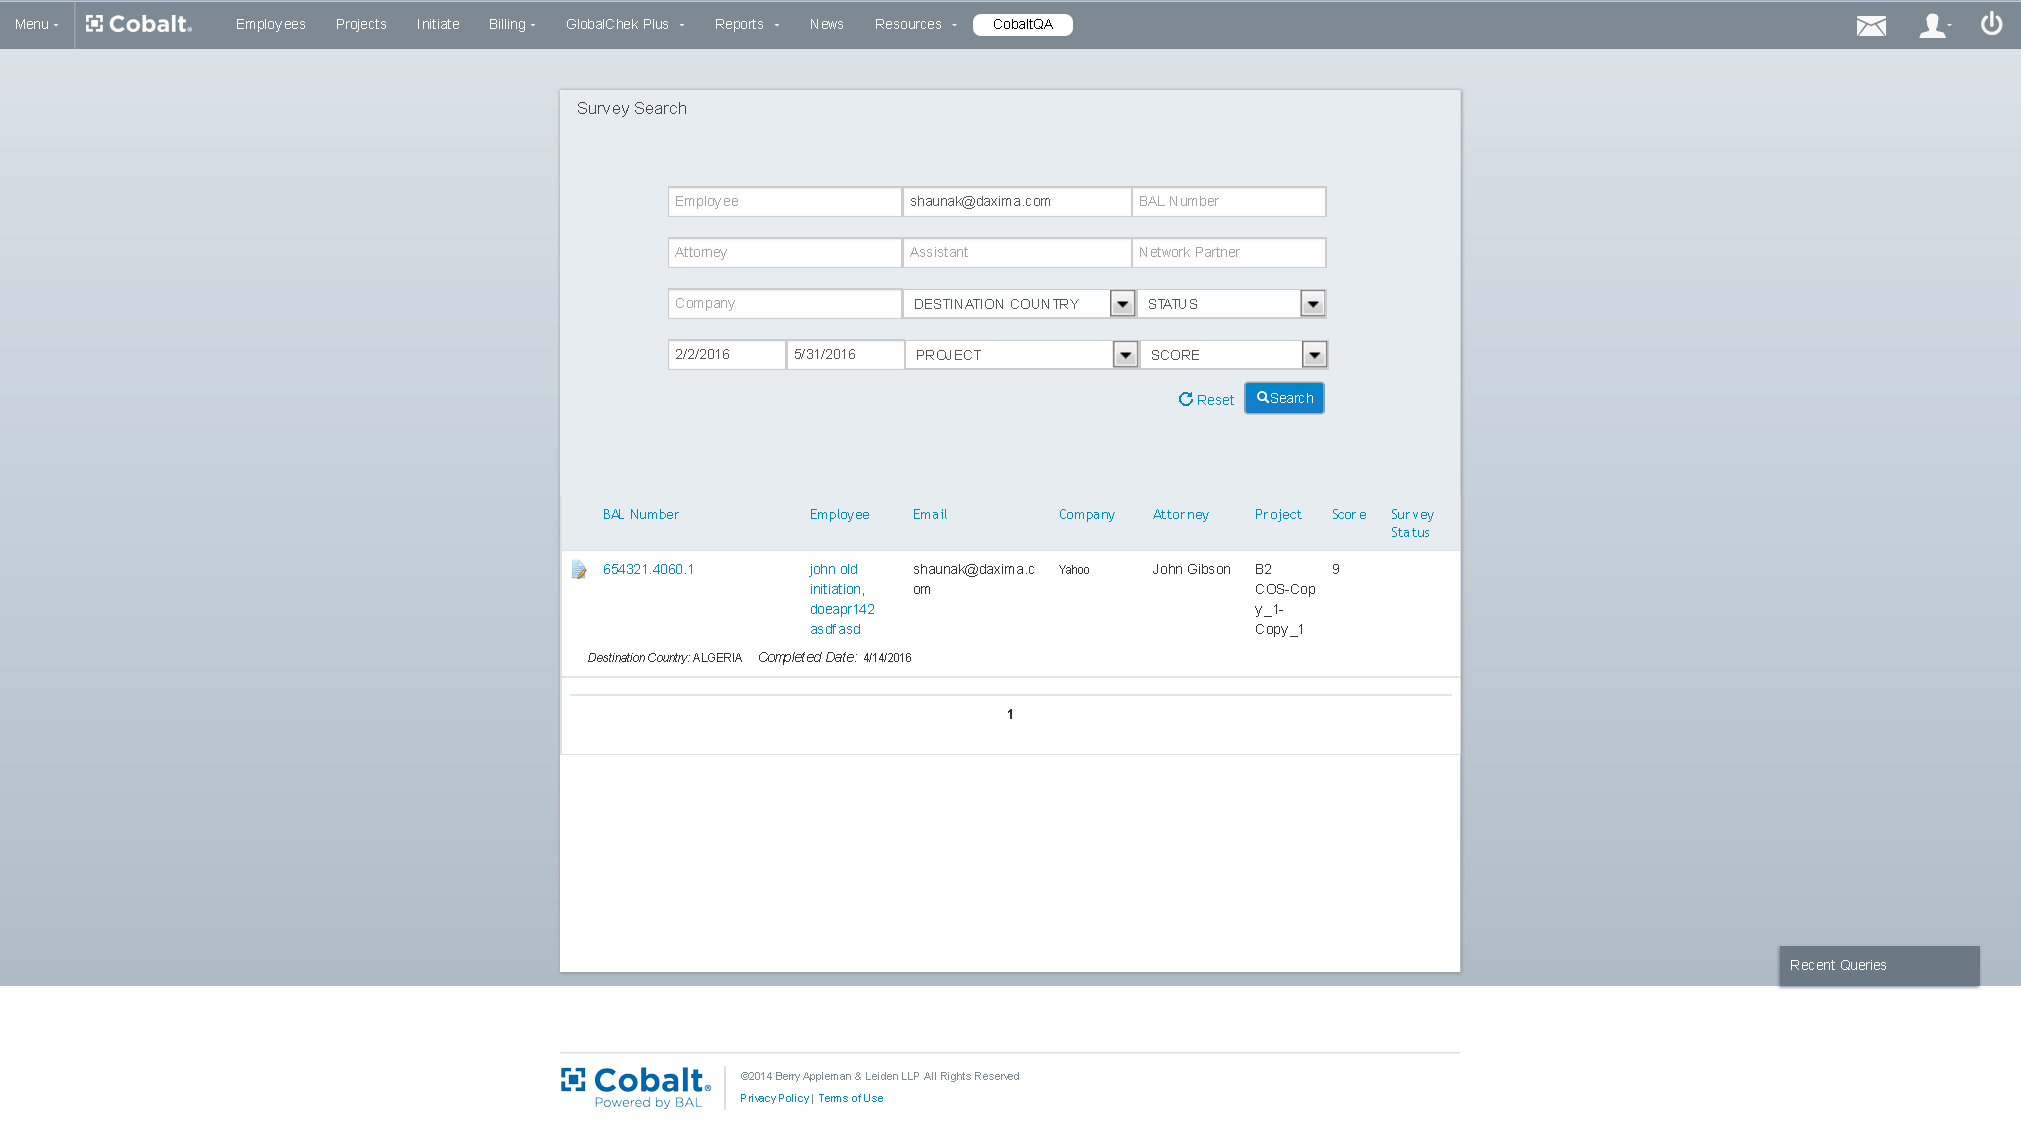 Menu Cobalt. Employees Projects Initiate Billing GlobalChek Plus Reports News Resources CobaltQA
Survey Search
Employee shaunak@daxima.com BAL Number
Attorney Assistant Network Partner
Company DESTINATION COUNTRY STATUS
2/2/2016 5/31/2016 PROJECT SCORE
Reset Search
BAL Number Employee Email Company Attorney Project Score Survey
Status
654321.4060.1 john old shaunak@daxima.c Yahoo John Gibson B2 9
initiation, om COS-Cop
doeapr142 y_1-
asdfasd Copy_1
Destination Country: ALGERIA Completed Date: 4/14/2016
1
Recent Queries
Cobalt® ©2014 Berry Appleman & Leiden LLP All Rights Reserved
Powered by BAL Privacy Policy | Terms of Use